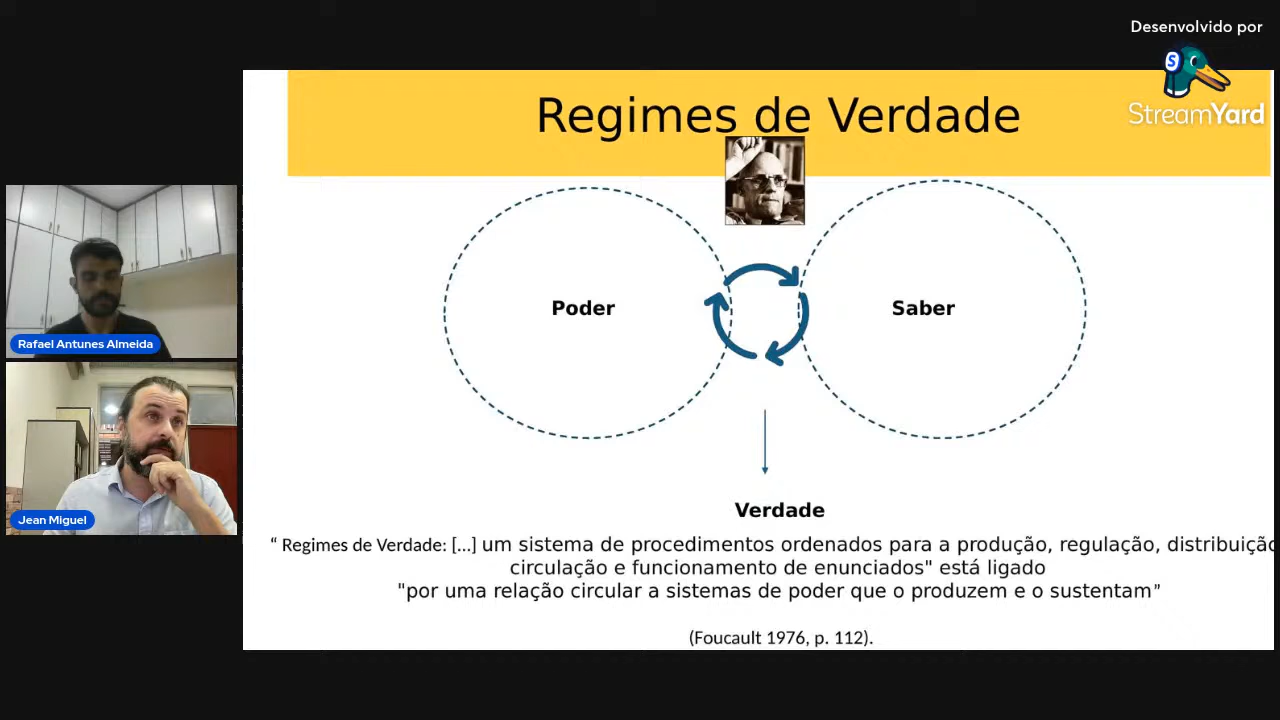 Desenvolvido por
StreamYard
Regimes de Verdade
Poder
Saber
Rafael Antunes Almeida
Jean Miguel
Verdade
“ Regimes de Verdade: [...] um sistema de procedimentos ordenados para a produção, regulação, distribuição
circulação e funcionamento de enunciados" está ligado
"por uma relação circular a sistemas de poder que o produzem e o sustentam”
(Foucault 1976, p. 112).